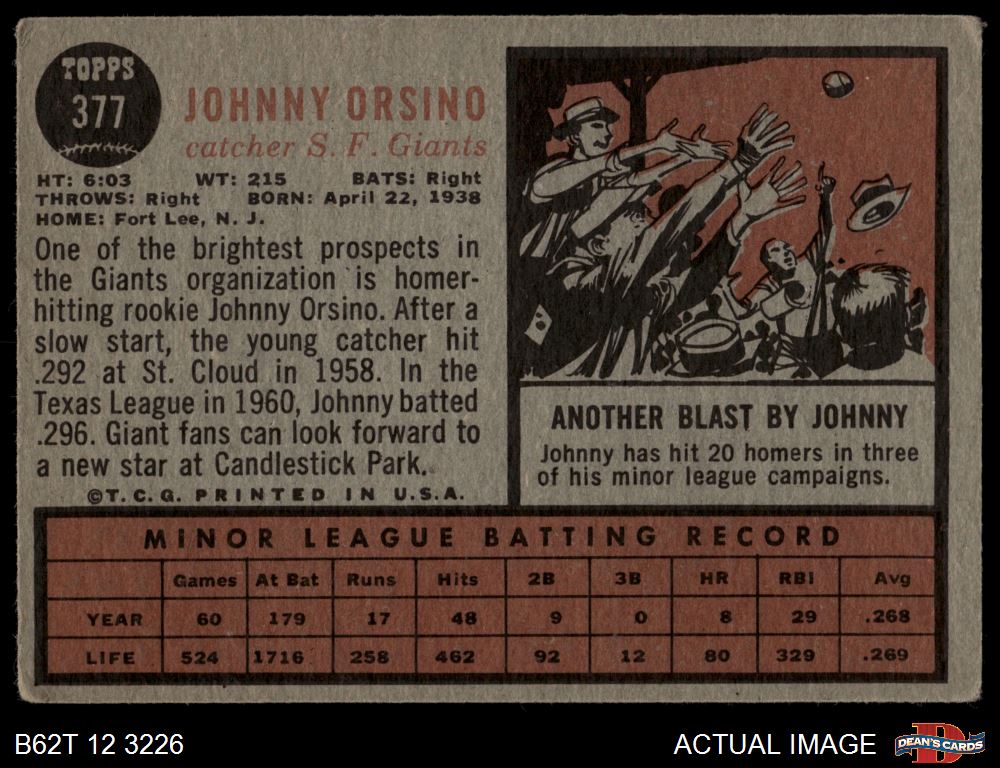 TOPPS
377
JOHNNY ORSINO
catcher S. F. Giants
HT: 6:03 WT: 215 BATS: Right
THROWS: Right BORN: April 22, 1938
HOME: Fort Lee, N. J.
One of the brightest prospects in
the Giants organization is homer-
hitting rookie Johnny Orsino. After a
slow start, the young catcher hit
.292 at St. Cloud in 1958. In the
Texas League in 1960, Johnny batted
.296. Giant fans can look forward to
a new star at Candlestick Park.
©T.C.G. PRINTED IN U.S.A.
ANOTHER BLAST BY JOHNNY
Johnny has hit 20 homers in three
of his minor league campaigns.
MINOR LEAGUE BATTING RECORD
Games At Bat Runs Hits 2B 3B HR RBI Avg
YEAR 60 179 17 48 9 0 8 29 .268
LIFE 524 1716 258 462 92 12 80 329 .269
B62T 12 3226
ACTUAL IMAGE
D
DEAN'S CARDS